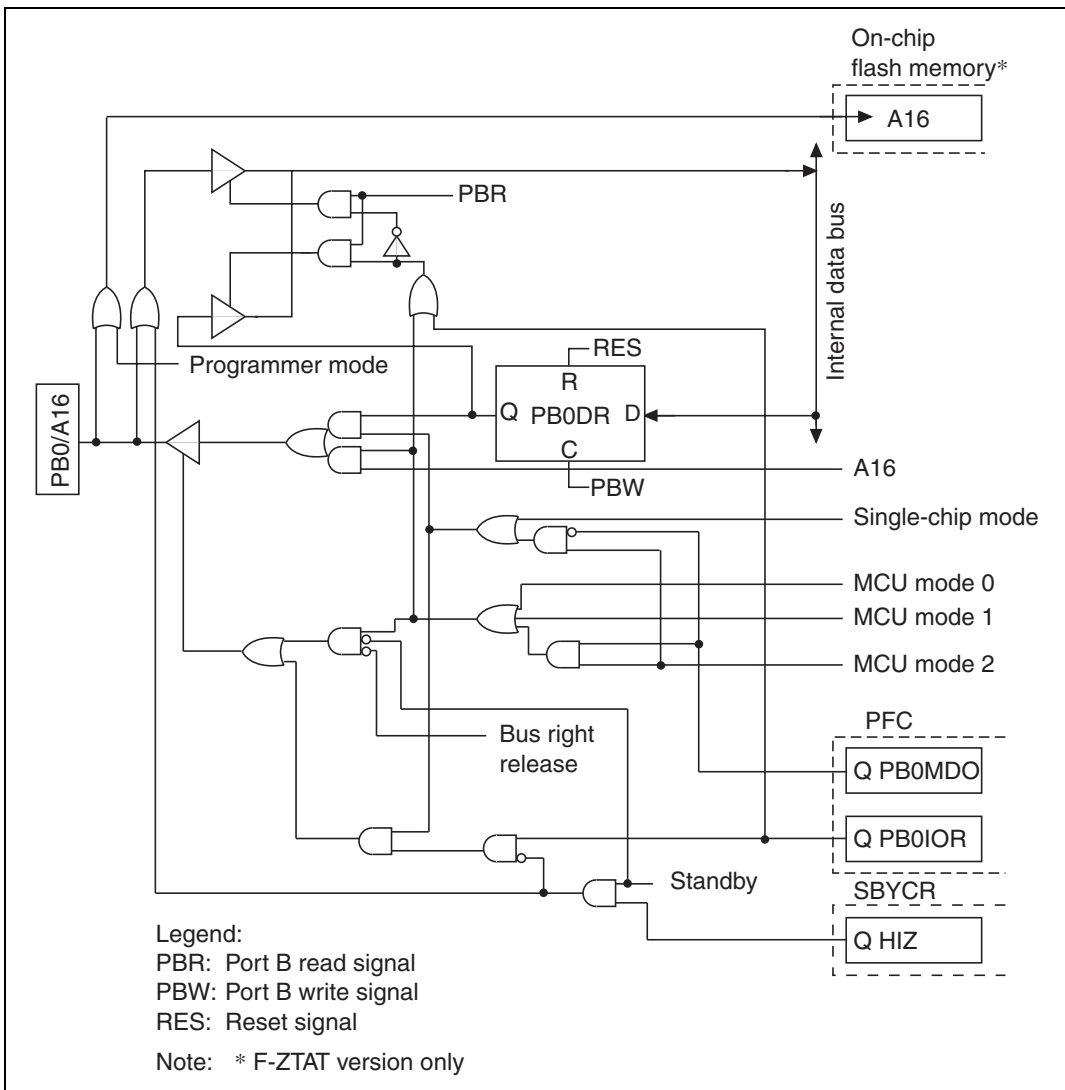 On-chip
flash memory*
A16
PBR
Internal data bus
RES
Programmer mode
R
Q PB0DR D
C
PB0/A16
A16
PBW
Single-chip mode
MCU mode 0
MCU mode 1
MCU mode 2
PFC
Bus right
release
Q PB0MDO
Q PB0IOR
Standby
SBYCR
Q HIZ
Legend:
PBR: Port B read signal
PBW: Port B write signal
RES: Reset signal
Note: * F-ZTAT version only